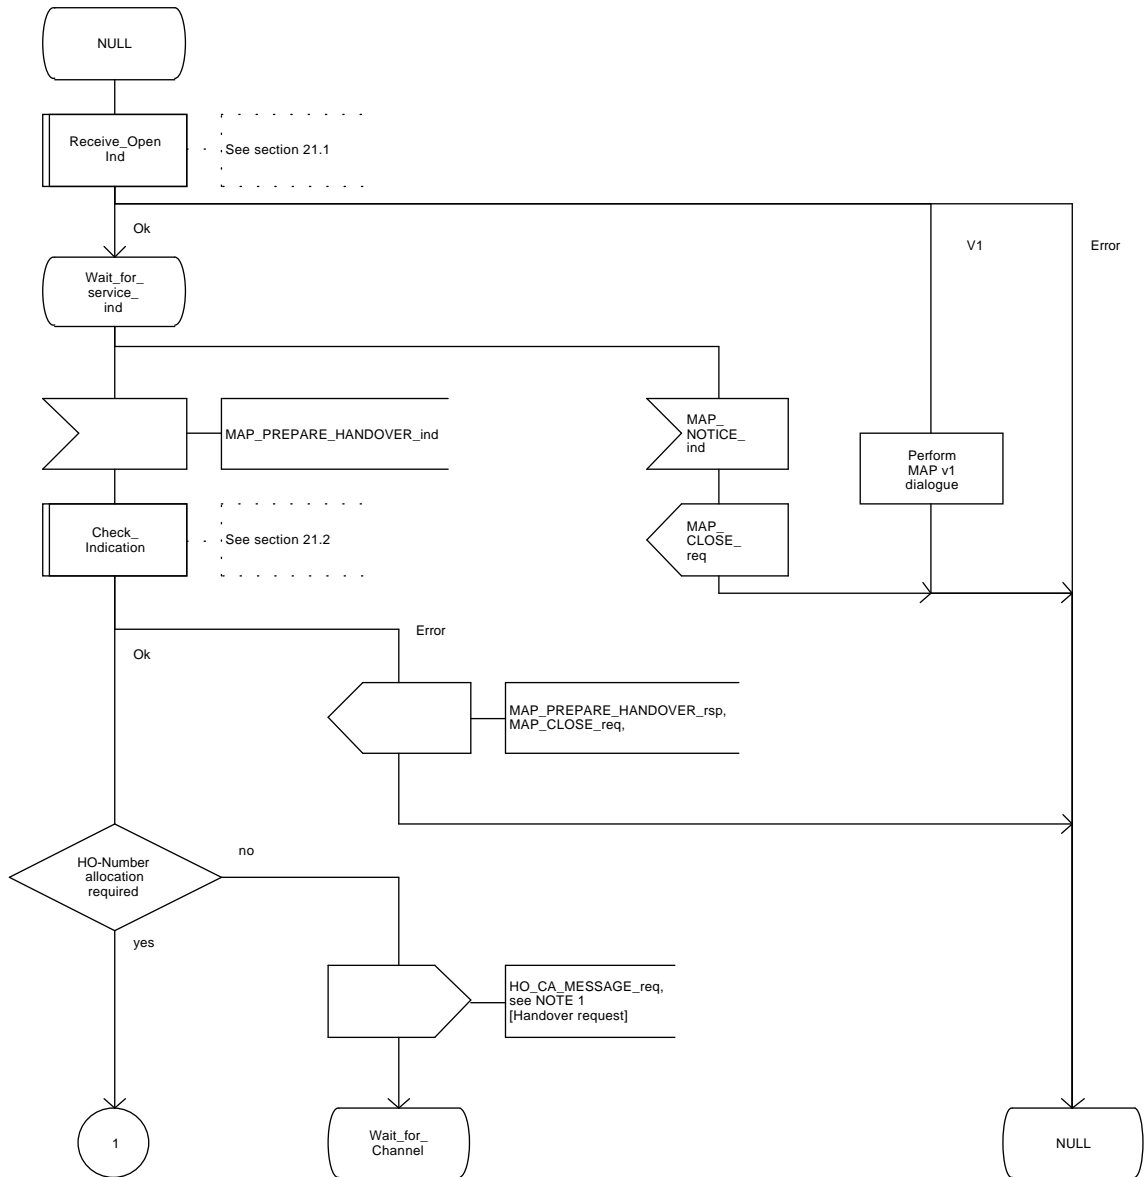 NULL
Receive_Open
Ind
See section 21.1
Ok
V1
Error
Wait_for_
service_
ind
MAP_PREPARE_HANDOVER_ind
MAP_
NOTICE_
ind
Perform
MAP v1
dialogue
Check_
Indication
See section 21.2
MAP_
CLOSE_
req
Error
Ok
MAP_PREPARE_HANDOVER_rsp,
MAP_CLOSE_req,
HO-Number
allocation
required
no
yes
HO_CA_MESSAGE_req,
see NOTE 1
[Handover request]
1
Wait_for_
Channel
NULL